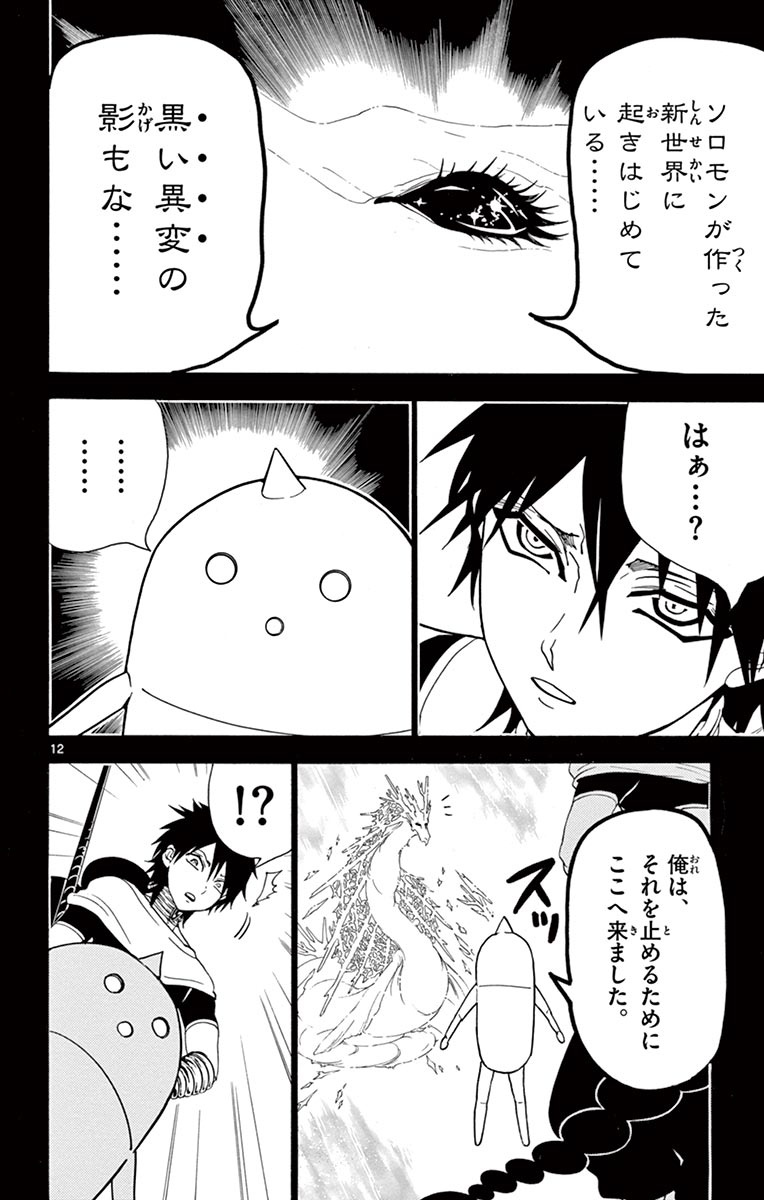 ソロモンが作った
新世界に
起きはじめて
いる……
黒い異変の
影もな……
はぁ…?
……
……
俺は、
それを止めるために
ここへ来ました。
スッ
!?
12